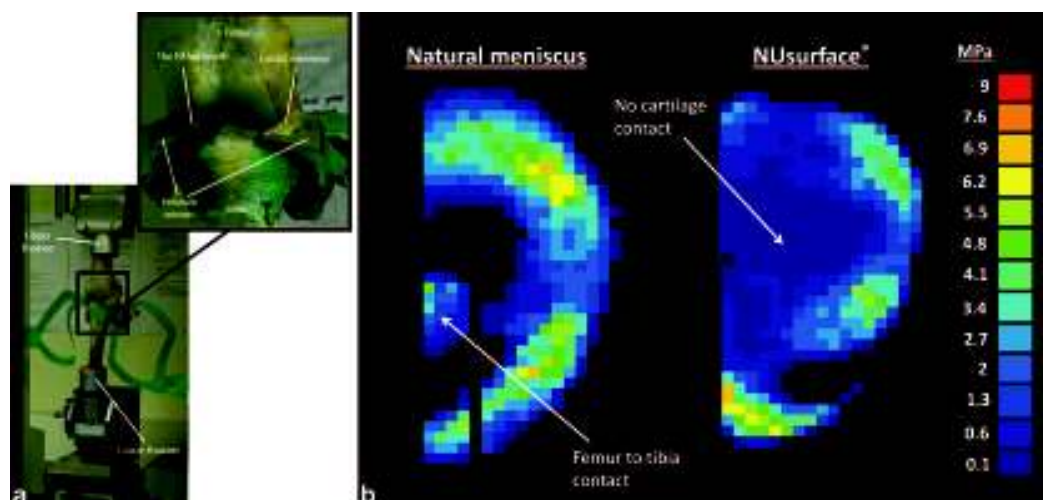 Natural meniscus
NUsurface®
MPa
No cartilage
contact
9
7.6
6.9
6.2
5.5
4.8
4.1
3.4
2.7
2
1.3
0.6
0.1
Femur to tibia
contact
a
b